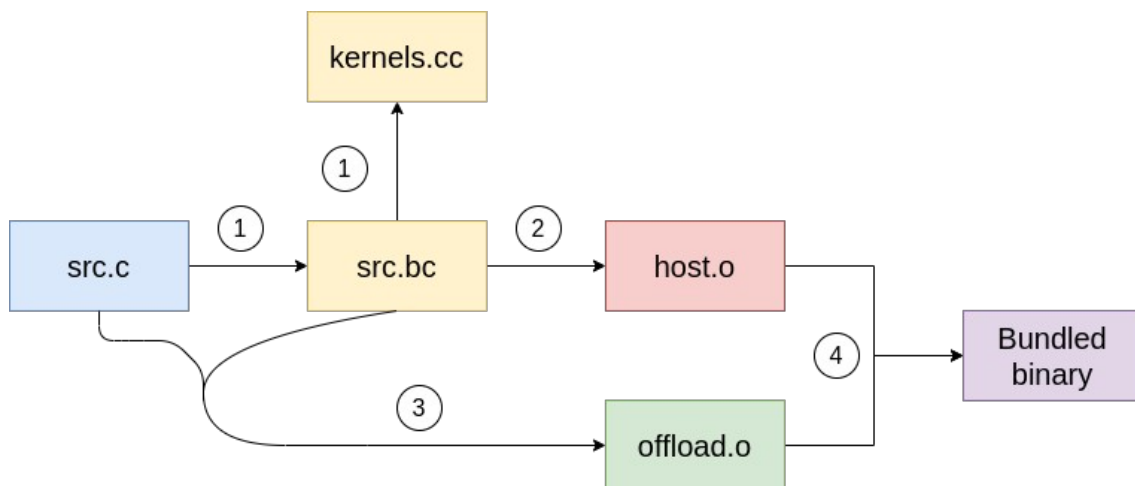 kernels.cc
1
1
2
src.c
src.bc
host.o
4
Bundled
binary
3
offload.o